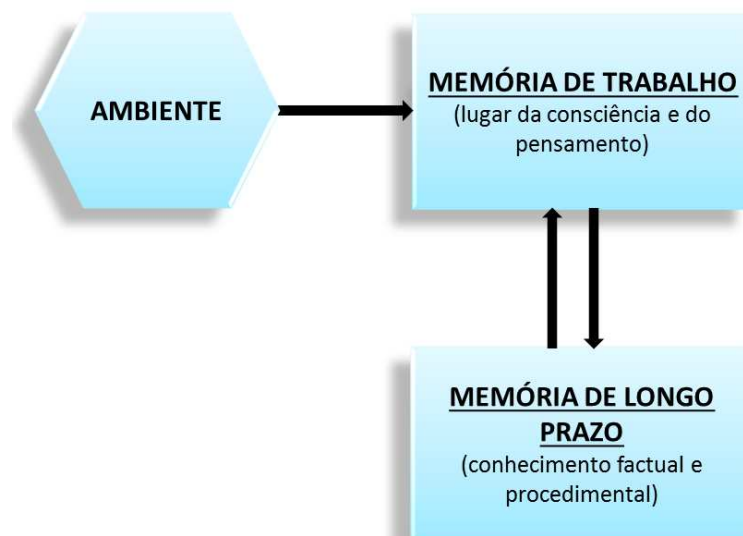 AMBIENTE
MEMÓRIA DE TRABALHO
(lugar da consciência e do
pensamento)
MEMÓRIA DE LONGO
PRAZO
(conhecimento factual e
procedimental)